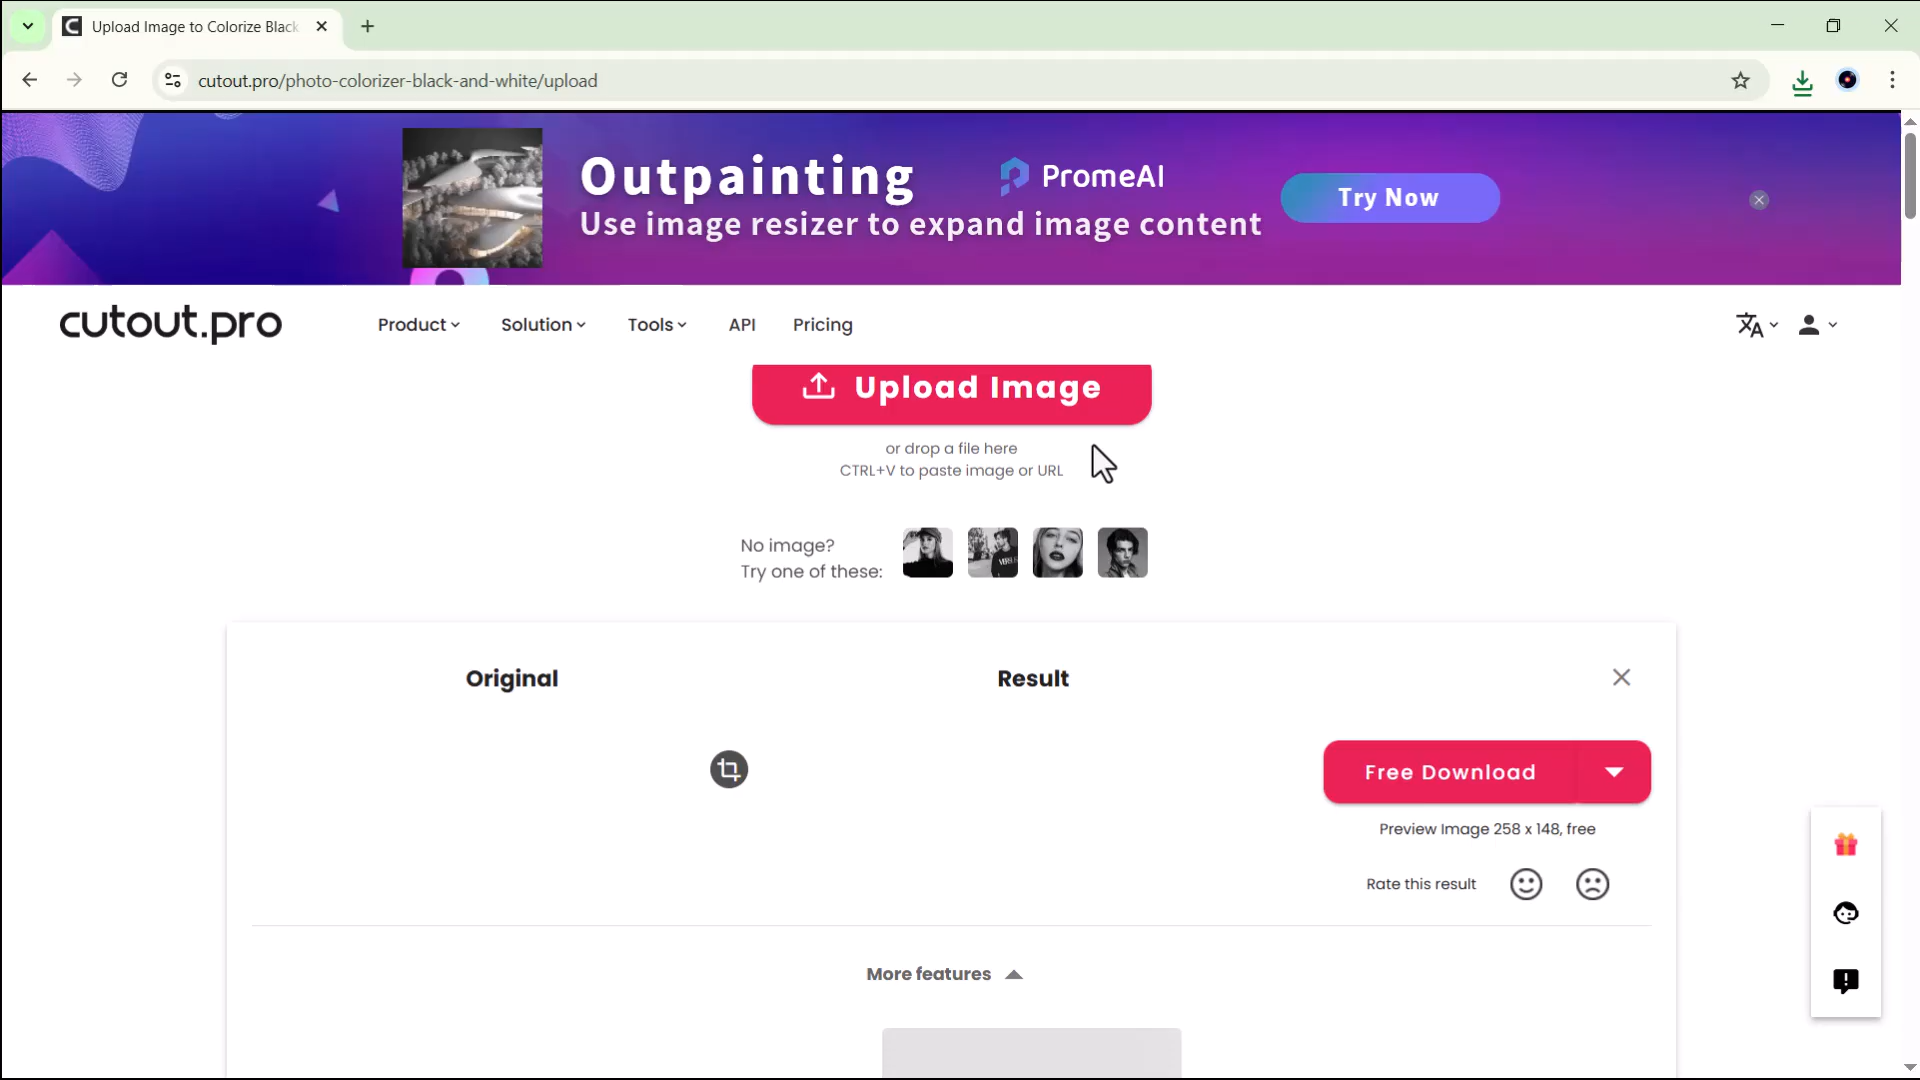 Upload Image to Colorize Black
cutout.pro/photo-colorizer-black-and-white/upload
Outpainting
PromeAI
Use image resizer to expand image content
Try Now
cutout.pro
Product
Solution
Tools
API
Pricing
Upload Image
or drop a file here
CTRL+V to paste image or URL
No image?
Try one of these:
Original
Result
Free Download
Preview Image 258 x 148, free
Rate this result
More features